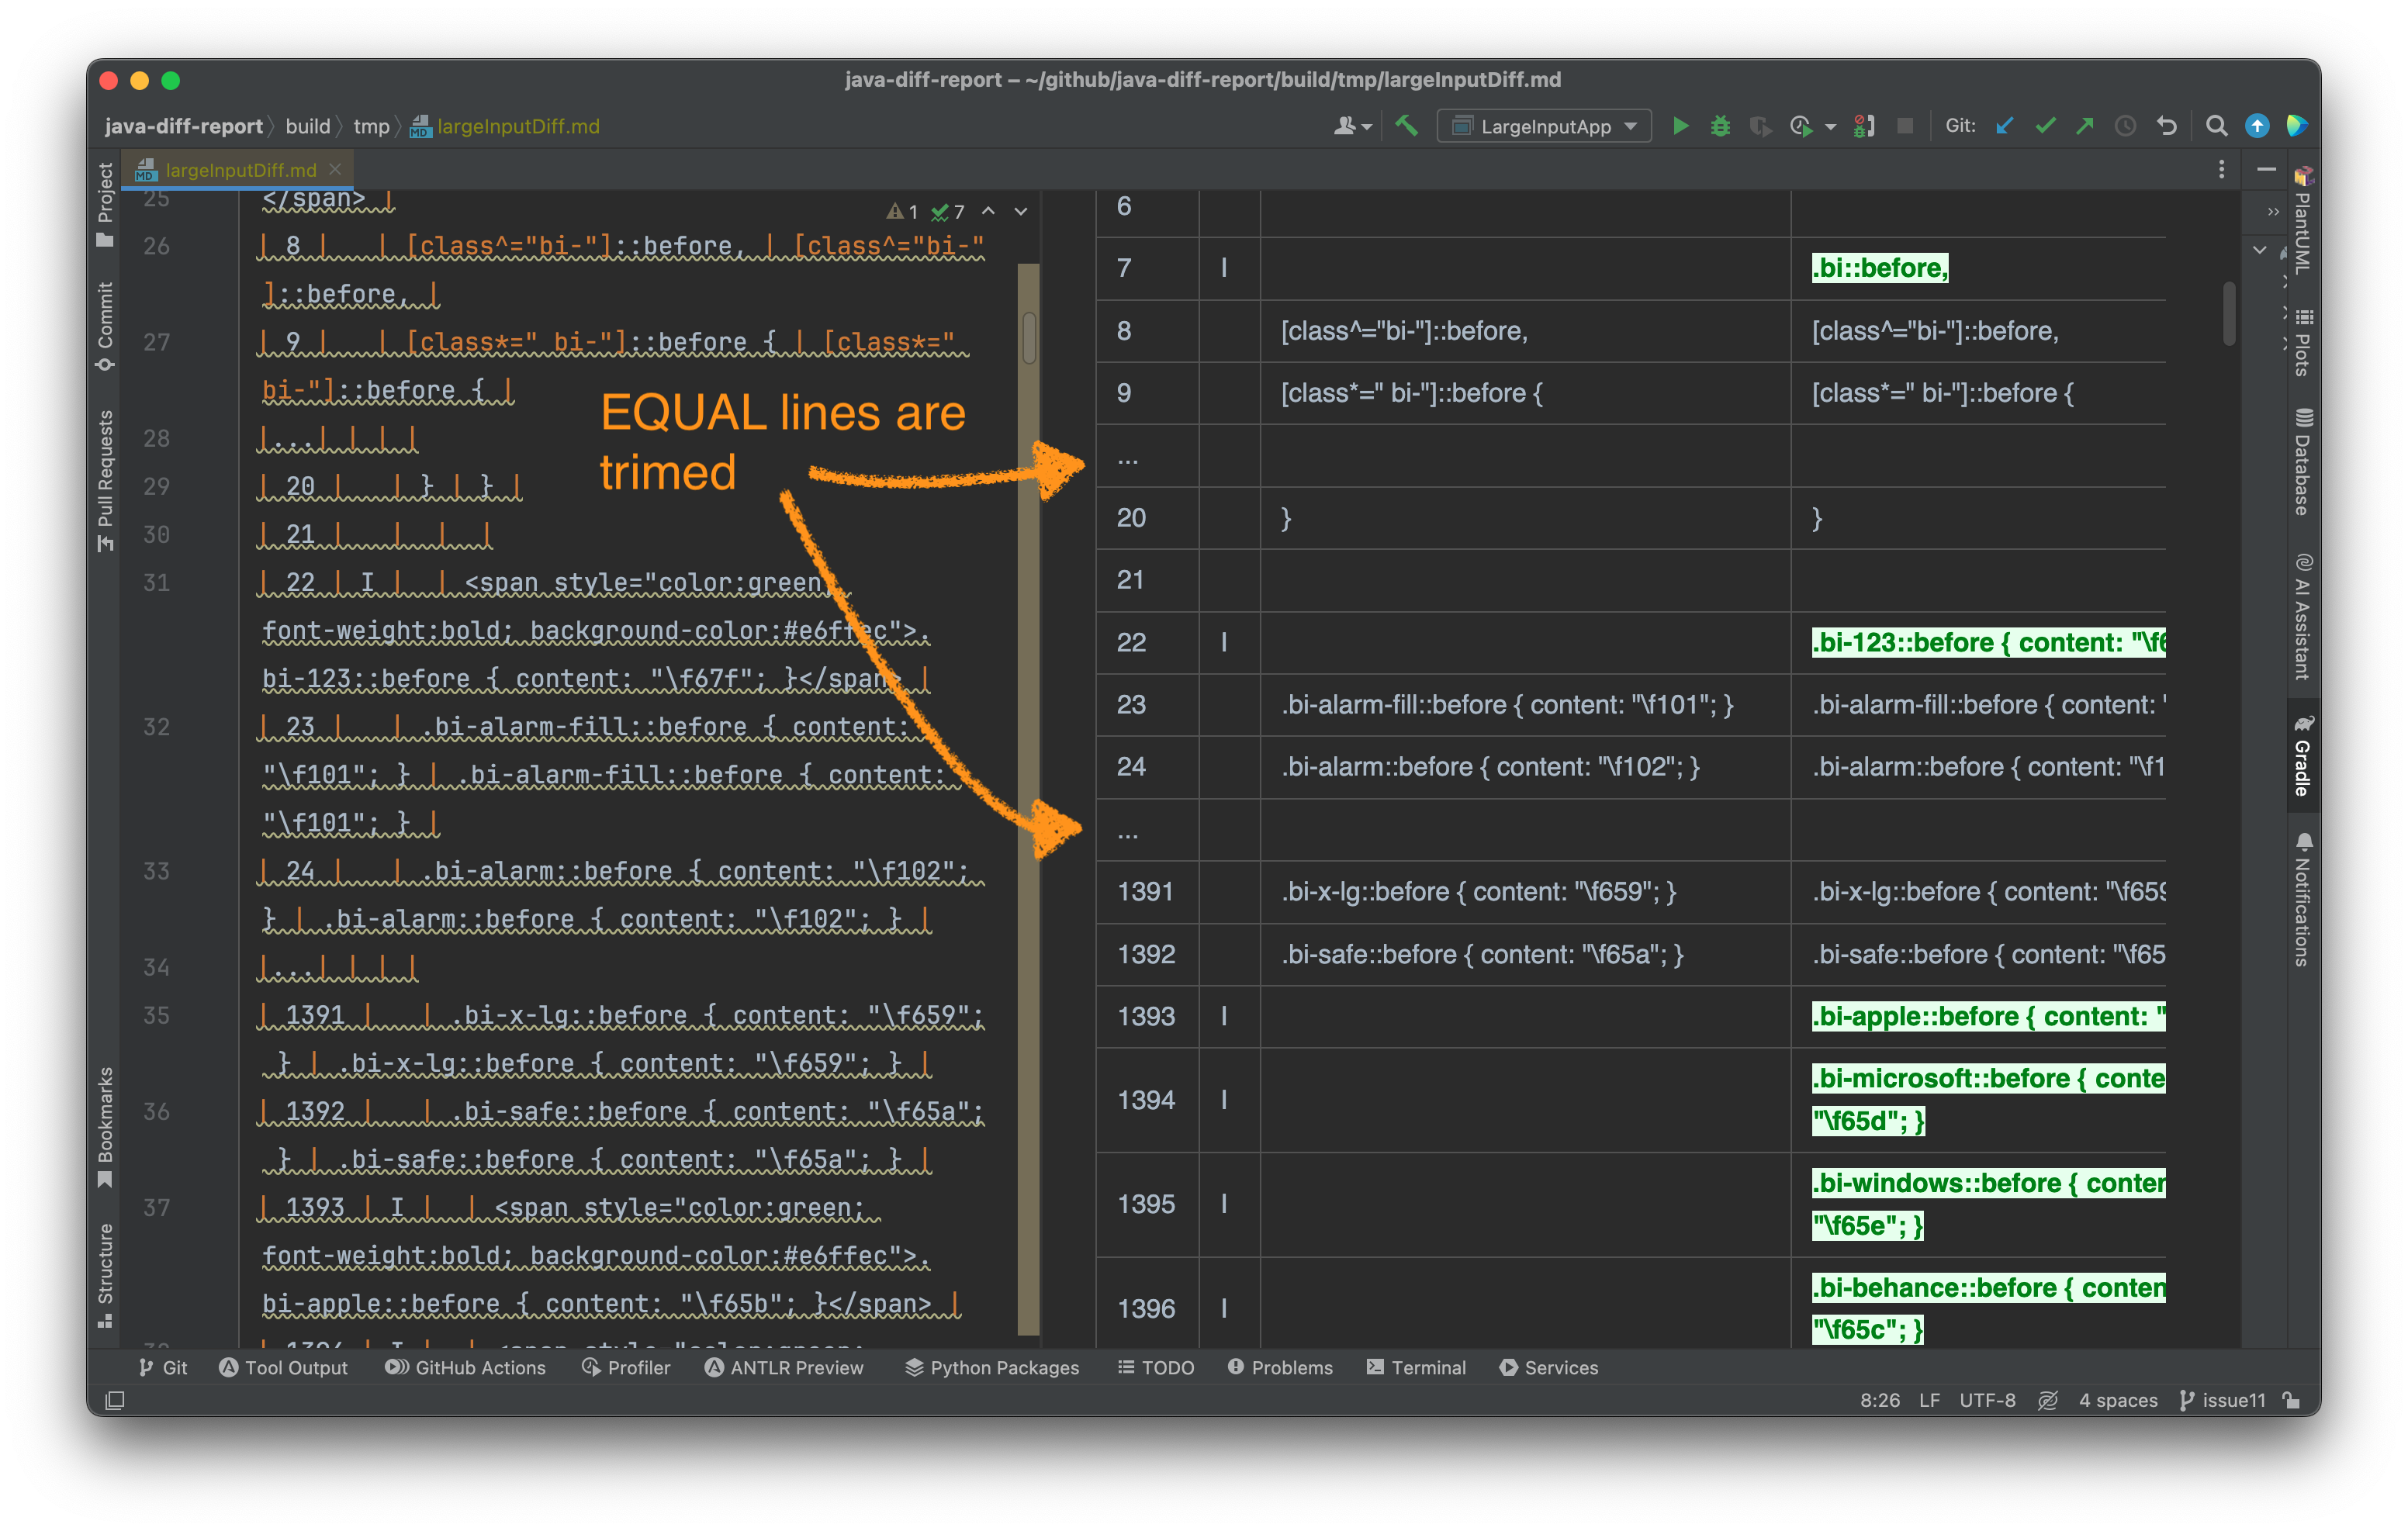 java-diff-report – ~/github/java-diff-report/build/tmp/largeInputDiff.md
java-diff-report 〉 build 〉 tmp 〉 largeInputDiff.md
LargeInputApp
Git:
largeInputDiff.md
Project
Commit
Pull Requests
Bookmarks
Structure
1 7
25 </span> |
26 | 8 |   | [class^="bi-"]::before, | [class^="bi-"
]::before, |
27 | 9 |   | [class*=" bi-"]::before { | [class*="
bi-"]::before { |
28 |...| | | |
29 | 20 |   | } | } |
30 | 21 |   |  |  |
31 | 22 | I |  | <span style="color:green;
font-weight:bold; background-color:#e6ffec">.
bi-123::before { content: "\f67f"; }</span> |
32 | 23 |   | .bi-alarm-fill::before { content:
"\f101"; } | .bi-alarm-fill::before { content:
"\f101"; } |
33 | 24 |   | .bi-alarm::before { content: "\f102";
} | .bi-alarm::before { content: "\f102"; } |
34 |...| | | |
35 | 1391 |   | .bi-x-lg::before { content: "\f659";
} | .bi-x-lg::before { content: "\f659"; } |
36 | 1392 |   | .bi-safe::before { content: "\f65a";
} | .bi-safe::before { content: "\f65a"; } |
37 | 1393 | I |  | <span style="color:green;
font-weight:bold; background-color:#e6ffec">.
bi-apple::before { content: "\f65b"; }</span> |
EQUAL lines are
trimed
6
7 I .bi::before,
8 [class^="bi-"]::before, [class^="bi-"]::before,
9 [class*=" bi-"]::before { [class*=" bi-"]::before {
...
20 } }
21
22 I .bi-123::before { content: "\f6
23 .bi-alarm-fill::before { content: "\f101"; } .bi-alarm-fill::before { content: "
24 .bi-alarm::before { content: "\f102"; } .bi-alarm::before { content: "\f1
...
1391 .bi-x-lg::before { content: "\f659"; } .bi-x-lg::before { content: "\f659
1392 .bi-safe::before { content: "\f65a"; } .bi-safe::before { content: "\f65
1393 I .bi-apple::before { content: "
1394 I .bi-microsoft::before { conte
"\f65d"; }
1395 I .bi-windows::before { conter
"\f65e"; }
1396 I .bi-behance::before { conten
"\f65c"; }
PlantUML
Plots
Database
AI Assistant
Gradle
Notifications
Git Tool Output GitHub Actions Profiler ANTLR Preview Python Packages TODO Problems Terminal Services
8:26 LF UTF-8 4 spaces issue11